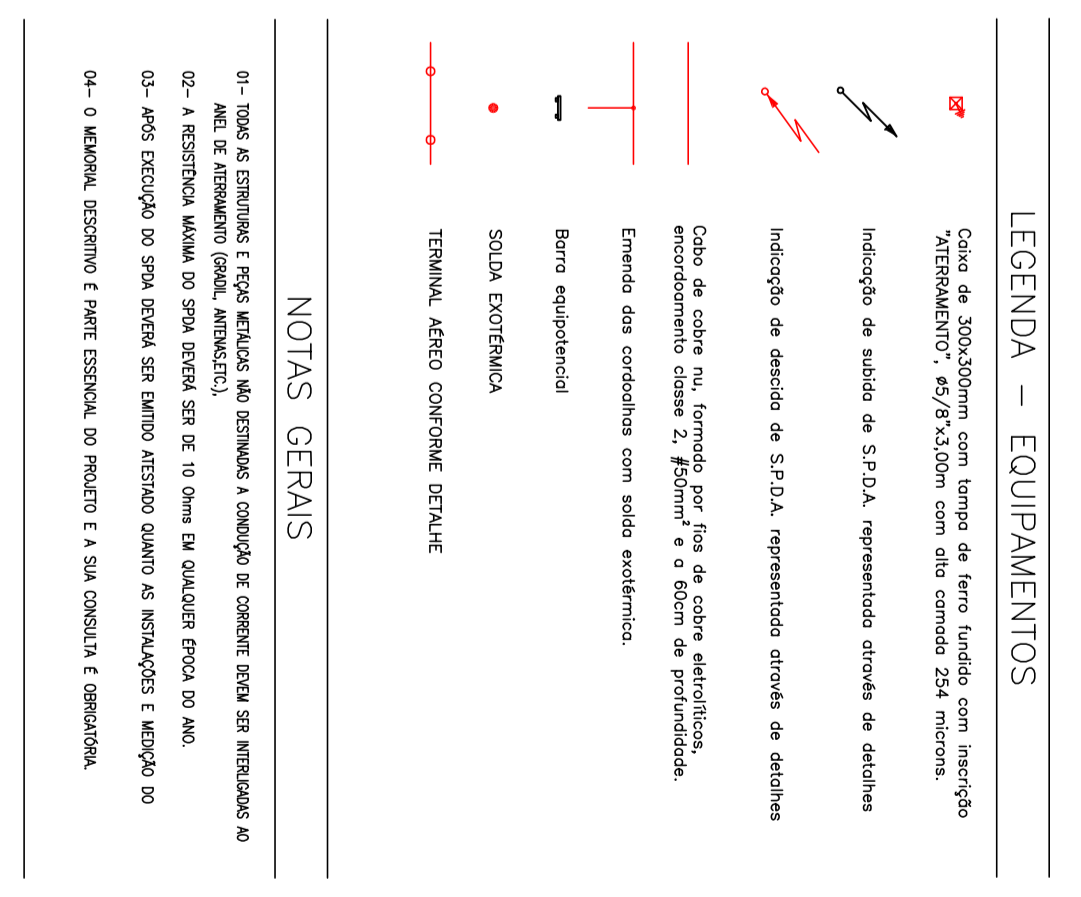 LEGENDA – EQUIPAMENTOS
Caixa de 300x300mm com tampa de ferro fundido com inscrição
"ATERRAMENTO", ø5/8"x3,00m com alta camada 254 microns.
Indicação de subida de S.P.D.A. representada através de detalhes
Indicação de descida de S.P.D.A. representada através de detalhes
Cabo de cobre nu, formado por fios de cobre eletrolíticos,
encordoamento classe 2, #50mm² e a 60cm de profundidade.
Emenda das cordoalhas com solda exotérmica.
Barra equipotencial
SOLDA EXOTÉRMICA
TERMINAL AÉREO CONFORME DETALHE
NOTAS GERAIS
01– TODAS AS ESTRUTURAS E PEÇAS METÁLICAS NÃO DESTINADAS A CONDUÇÃO DE CORRENTE DEVEM SER INTERLIGADAS AO
ANEL DE ATERRAMENTO (GRADIL, ANTENAS,ETC.),
02– A RESISTÊNCIA MÁXIMA DO SPDA DEVERÁ SER DE 10 Ohms EM QUALQUER ÉPOCA DO ANO.
03– APÓS EXECUÇÃO DO SPDA DEVERÁ SER EMITIDO ATESTADO QUANTO AS INSTALAÇÕES E MEDIÇÃO DO
04– O MEMORIAL DESCRITIVO É PARTE ESSENCIAL DO PROJETO E A SUA CONSULTA É OBRIGATÓRIA.